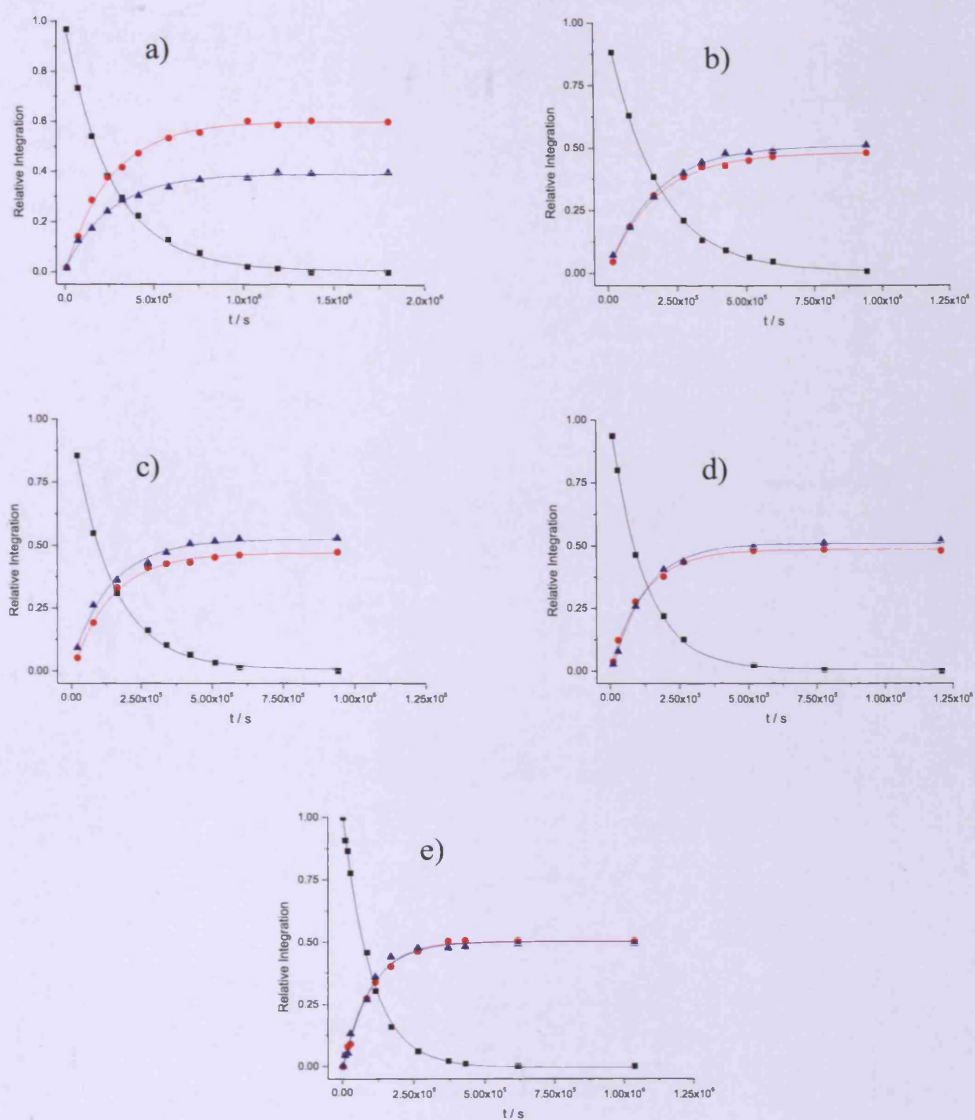 a)
Relative Integration
1.0
0.8
0.6
0.4
0.2
0.0
0.0
5.0x10⁵
1.0x10⁶
1.5x10⁶
2.0x10⁶
t / s
b)
Relative Integration
1.00
0.75
0.50
0.25
0.00
0.00
2.50x10⁵
5.00x10⁵
7.50x10⁵
1.00x10⁶
1.25x10⁶
t / s
c)
Relative Integration
1.00
0.75
0.50
0.25
0.00
0.00
2.50x10⁵
5.00x10⁵
7.50x10⁵
1.00x10⁶
1.25x10⁶
t / s
d)
Relative Integration
1.00
0.75
0.50
0.25
0.00
0.00
2.50x10⁵
5.00x10⁵
7.50x10⁵
1.00x10⁶
1.25x10⁶
t / s
e)
Relative Integration
1.00
0.75
0.50
0.25
0.00
0.00
2.50x10⁵
5.00x10⁵
7.50x10⁵
1.00x10⁶
1.25x10⁶
t / s